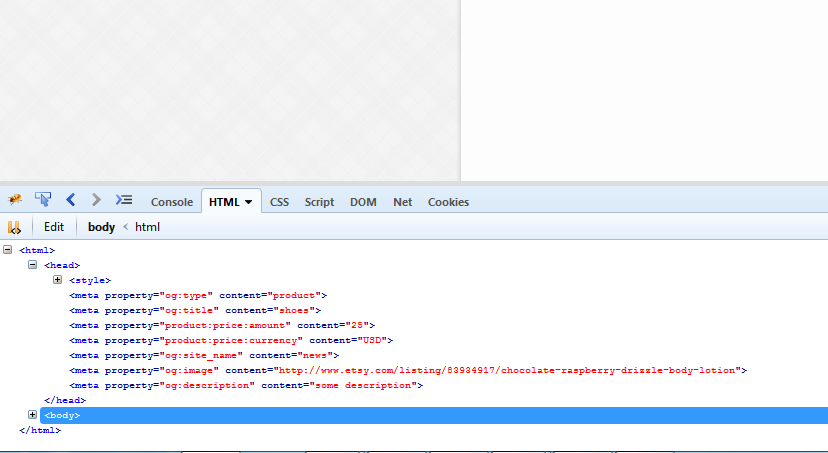 Console HTML CSS Script DOM Net Cookies
Edit body < html
<html>
<head>
<style>
<meta property="og:type" content="product">
<meta property="og:title" content="shoes">
<meta property="product:price:amount" content="25">
<meta property="product:price:currency" content="USD">
<meta property="og:site_name" content="news">
<meta property="og:image" content="http://www.etsy.com/listing/83934917/chocolate-raspberry-drizzle-body-lotion">
<meta property="og:description" content="some description">
</head>
<body>
</html>